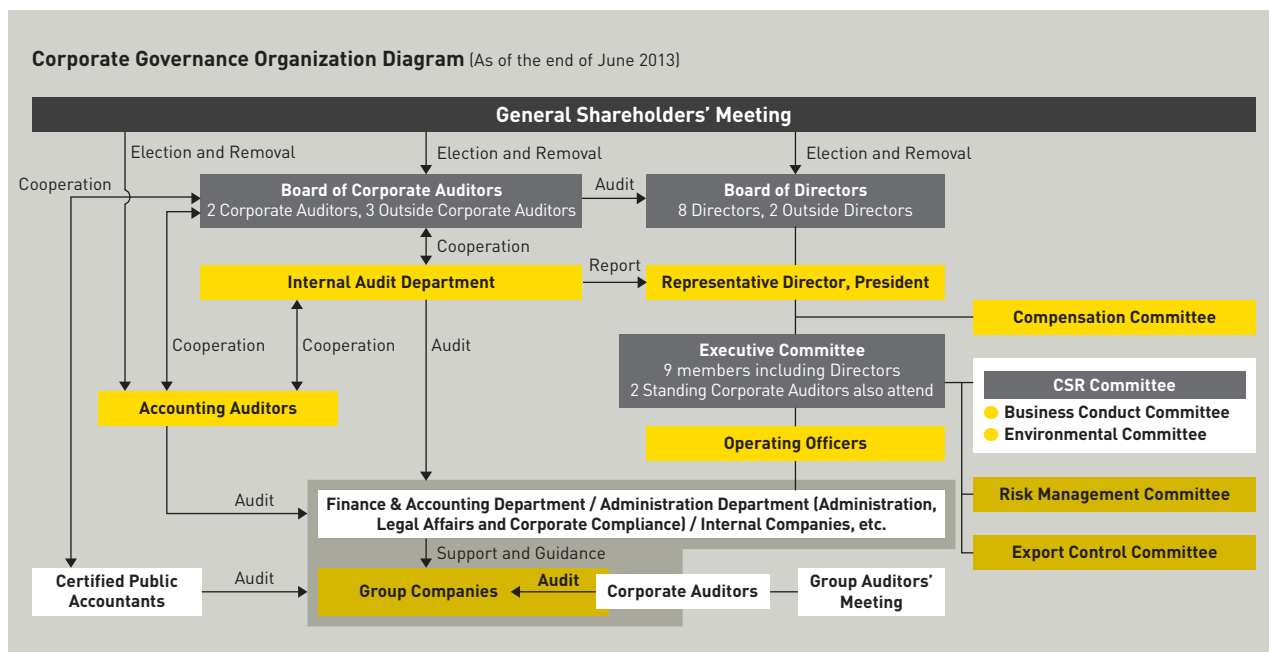 Corporate Governance Organization Diagram (As of the end of June 2013)
General Shareholders’ Meeting
Election and Removal
Election and Removal
Election and Removal
Cooperation
Board of Corporate Auditors
2 Corporate Auditors, 3 Outside Corporate Auditors
Audit
Board of Directors
8 Directors, 2 Outside Directors
Cooperation
Internal Audit Department
Report
Representative Director, President
Compensation Committee
Cooperation
Cooperation
Audit
Executive Committee
9 members including Directors
2 Standing Corporate Auditors also attend
CSR Committee
Business Conduct Committee
Environmental Committee
Accounting Auditors
Operating Officers
Audit
Finance & Accounting Department / Administration Department (Administration,
Legal Affairs and Corporate Compliance) / Internal Companies, etc.
Risk Management Committee
Support and Guidance
Export Control Committee
Certified Public
Accountants
Audit
Group Companies
Audit
Corporate Auditors
Group Auditors’
Meeting